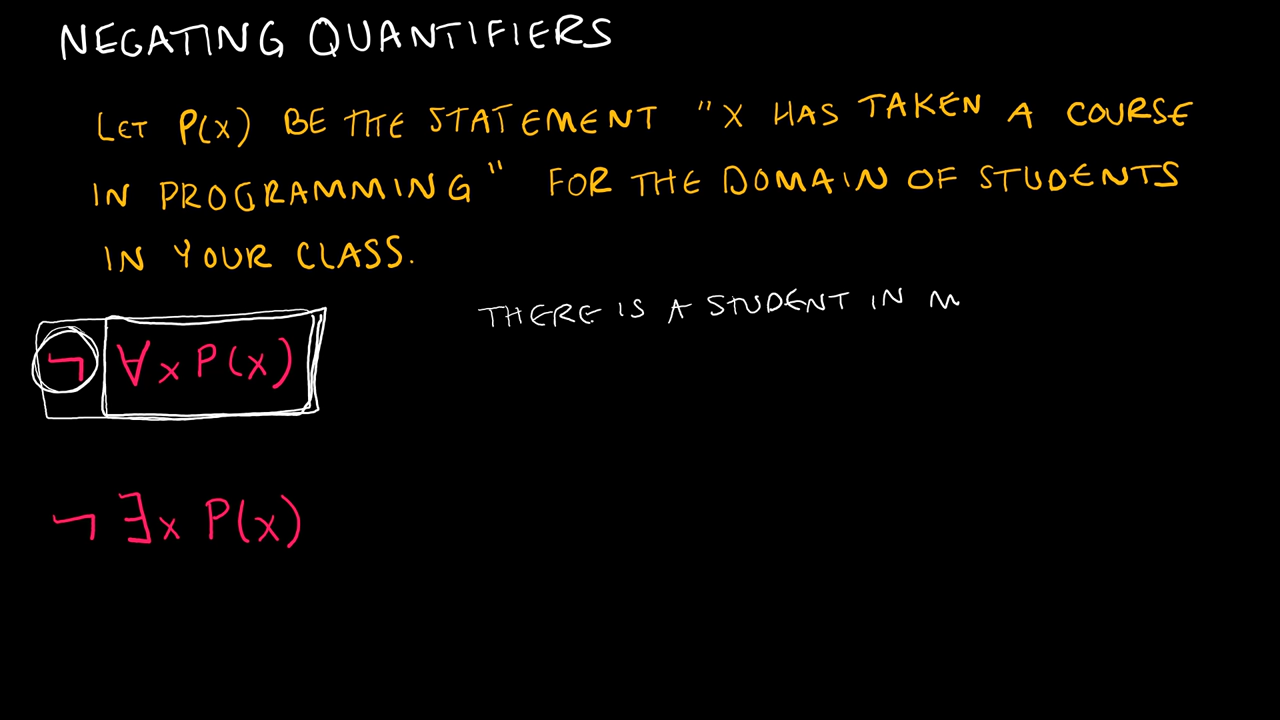 NEGATING QUANTIFIERS
LET P(X) BE THE STATEMENT "X HAS TAKEN A COURSE
IN PROGRAMMING" FOR THE DOMAIN OF STUDENTS
IN YOUR CLASS.
THERE IS A STUDENT IN M
¬ ∀x P(x)
¬ ∃x P(x)